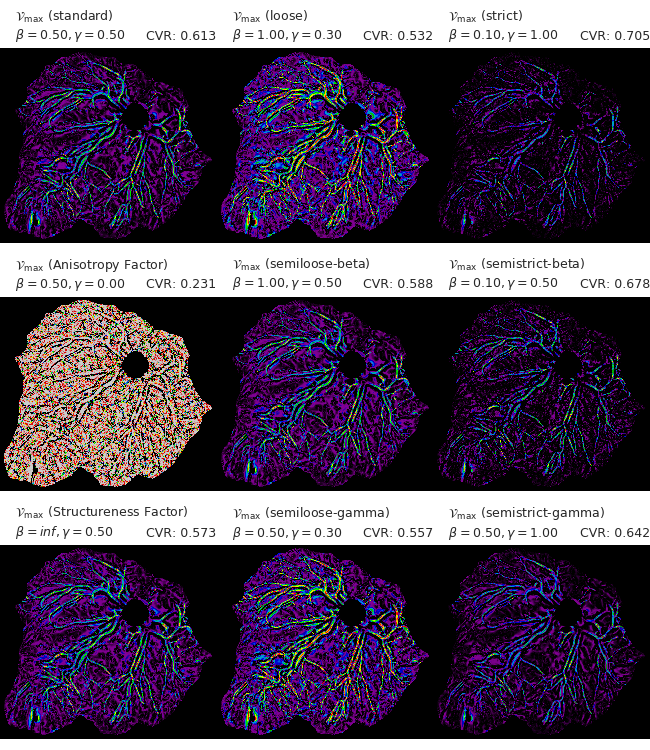 𝒱max (standard)
β = 0.50, γ = 0.50 CVR: 0.613
𝒱max (loose)
β = 1.00, γ = 0.30 CVR: 0.532
𝒱max (strict)
β = 0.10, γ = 1.00 CVR: 0.705
𝒱max (Anisotropy Factor)
β = 0.50, γ = 0.00 CVR: 0.231
𝒱max (semiloose-beta)
β = 1.00, γ = 0.50 CVR: 0.588
𝒱max (semistrict-beta)
β = 0.10, γ = 0.50 CVR: 0.678
𝒱max (Structureness Factor)
β = inf, γ = 0.50 CVR: 0.573
𝒱max (semiloose-gamma)
β = 0.50, γ = 0.30 CVR: 0.557
𝒱max (semistrict-gamma)
β = 0.50, γ = 1.00 CVR: 0.642